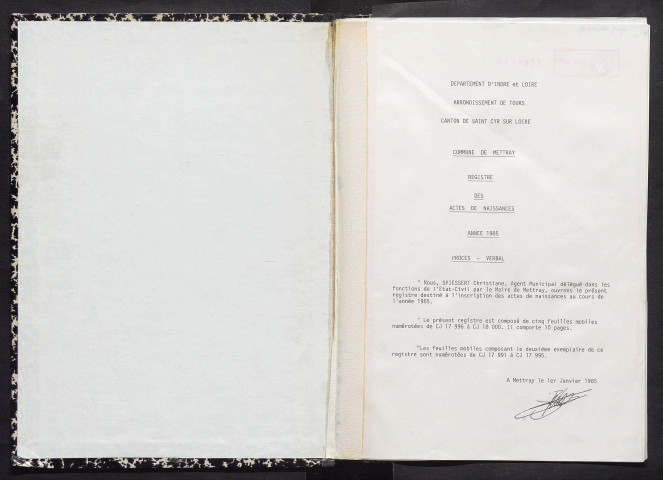 DEPARTEMENT D'INDRE et LOIRE
ARRONDISSEMENT DE TOURS
CANTON DE SAINT CYR SUR LOIRE
COMMUNE DE METTRAY
REGISTRE
DES
ACTES DE NAISSANCES
ANNEE 1985
PROCES - VERBAL
" Nous, SPIESSERT Christiane, Agent Municipal délégué dans les
fonctions de l'Etat-Civil par le Maire de Mettray, ouvrons le présent
registre destiné à l'inscription des actes de naissances au cours de
l'année 1985.
" Le présent registre est composé de cinq feuilles mobiles
numérotées de CJ 17 996 à CJ 18 000. Il comporte 10 pages.
"Les feuilles mobiles composant le deuxième exemplaire de ce
registre sont numérotées de CJ 17 991 à CJ 17 995.
A Mettray le 1er Janvier 1985